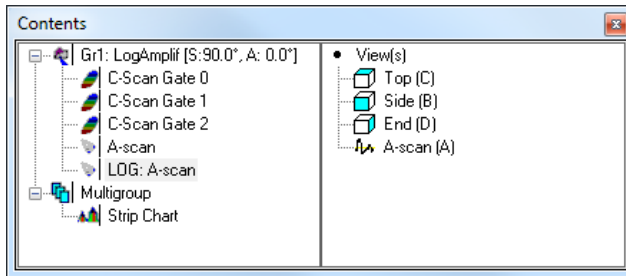 Contents
Gr1: LogAmplif [S:90.0°, A: 0.0°]
C-Scan Gate 0
C-Scan Gate 1
C-Scan Gate 2
A-scan
LOG: A-scan
Multigroup
Strip Chart
View(s)
Top (C)
Side (B)
End (D)
A-scan (A)